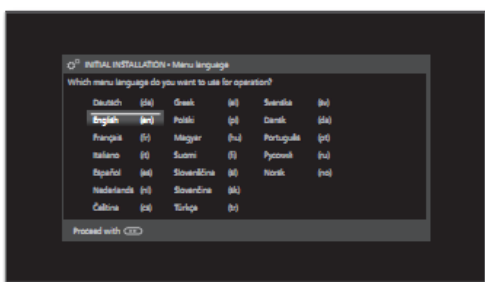 INITIAL INSTALLATION • Menu language
Which menu language do you want to use for operation?
Deutsch (de) Greek (el) Svenska (sv)
English (en) Polski (pl) Dansk (da)
Français (fr) Magyar (hu) Português (pt)
Italiano (it) Suomi (fi) Русский (ru)
Español (es) Slovenščina (sl) Norsk (no)
Nederlands (nl) Slovenčina (sk)
Čeština (cs) Türkçe (tr)
Proceed with